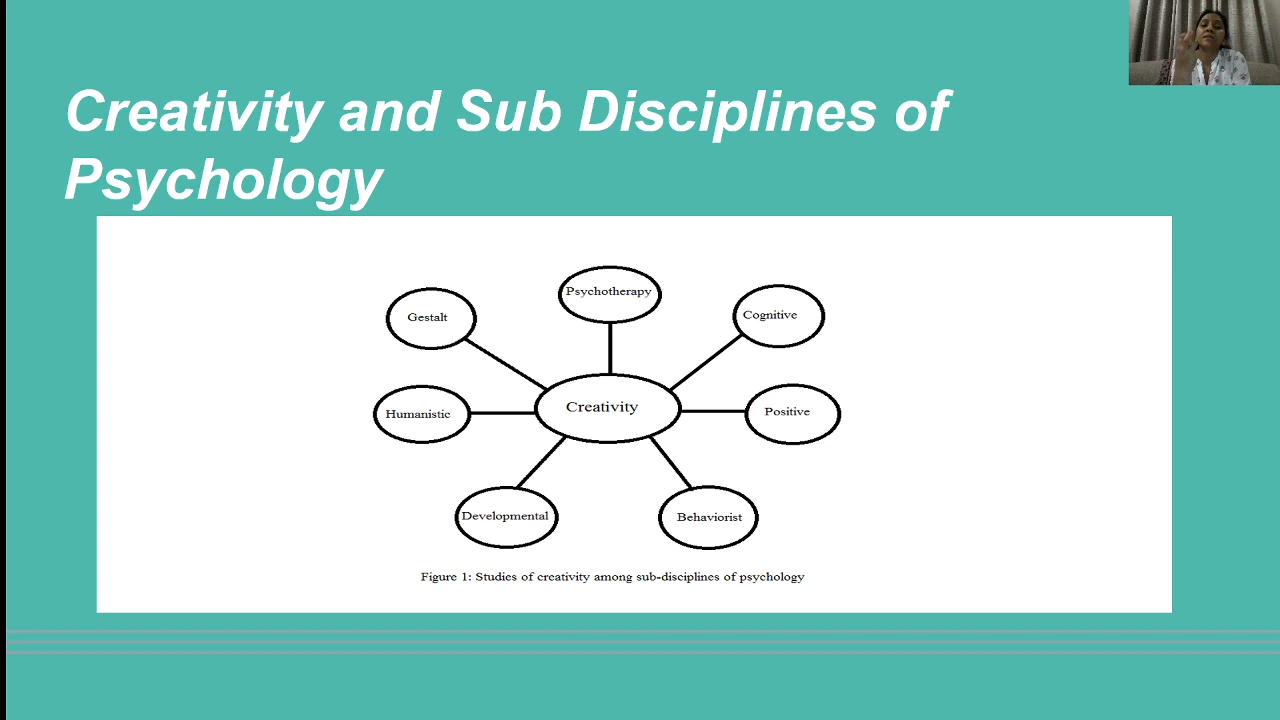 Creativity and Sub Disciplines of
Psychology
Psychotherapy
Gestalt
Cognitive
Creativity
Humanistic
Positive
Developmental
Behaviorist
Figure 1: Studies of creativity among sub-disciplines of psychology